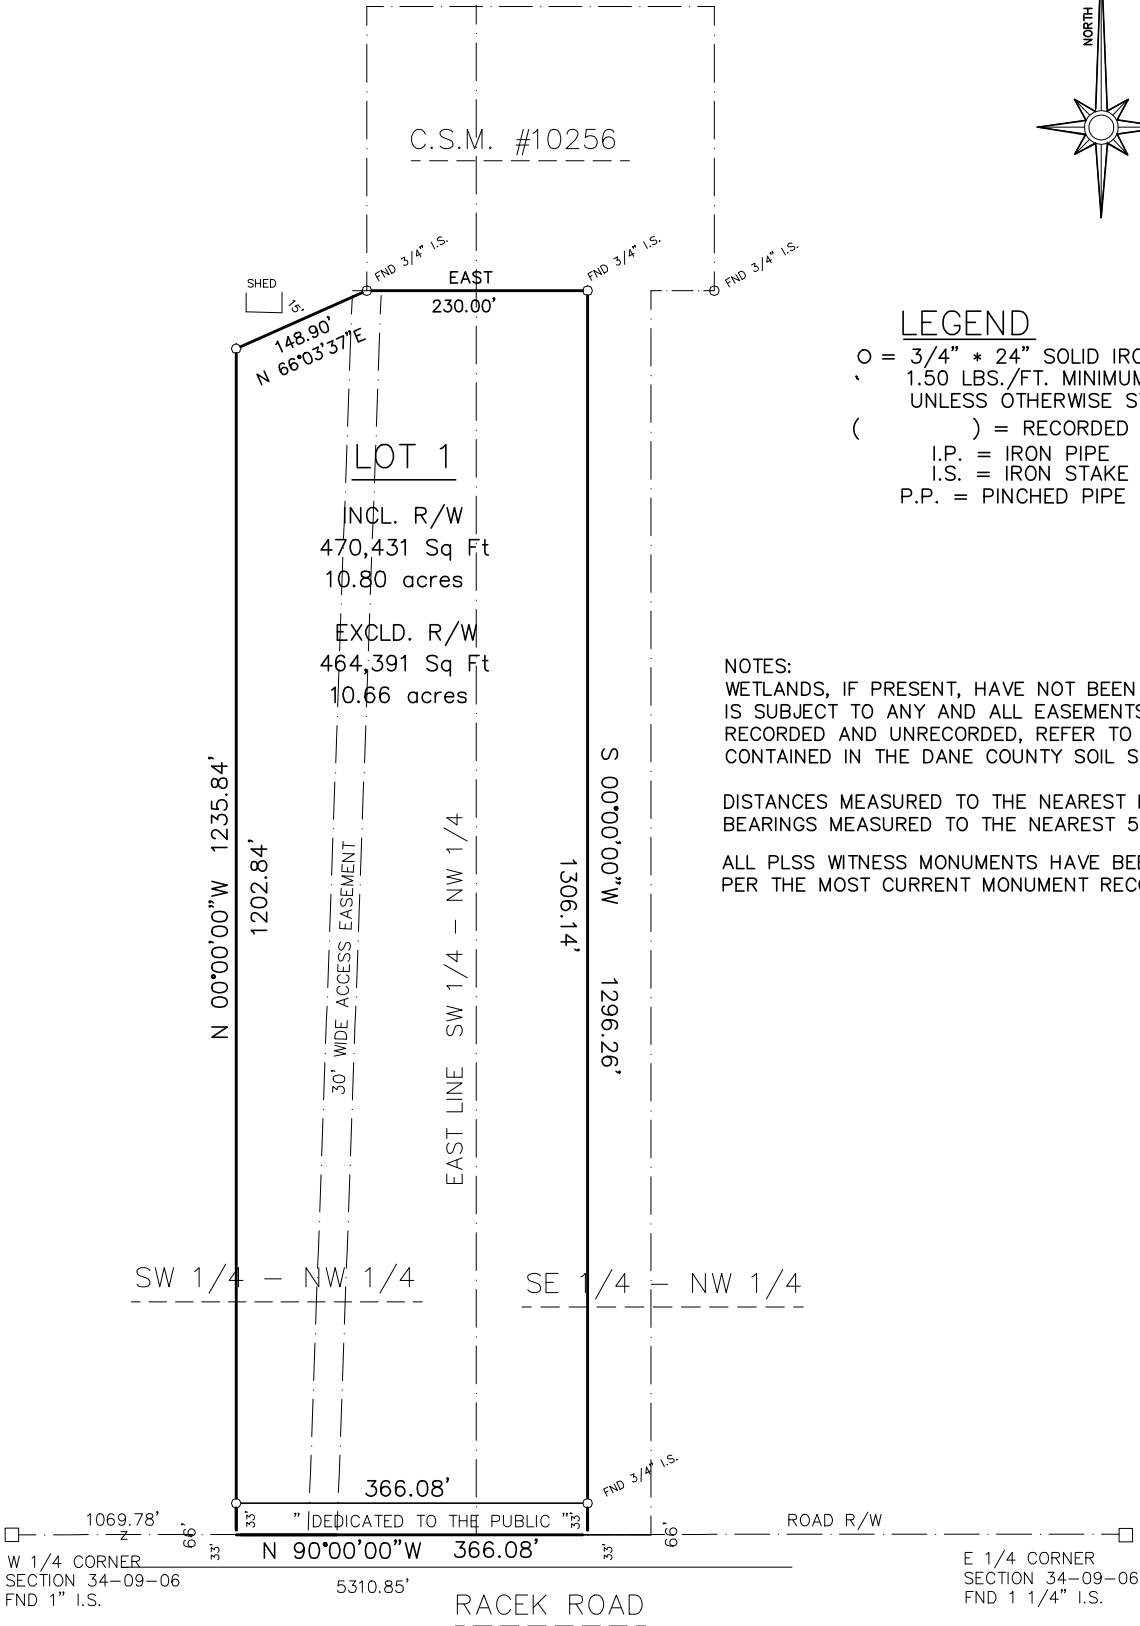 NORTH
C.S.M. #10256
FND 3/4" I.S.
FND 3/4" I.S.
FND 3/4" I.S.
SHED
15'
EAST
230.00'
148.90'
N 66°03'37"E
LEGEND
O = 3/4" * 24" SOLID IRO
1.50 LBS./FT. MINIMUM
UNLESS OTHERWISE S
( ) = RECORDED
I.P. = IRON PIPE
I.S. = IRON STAKE
P.P. = PINCHED PIPE
LOT 1
INCL. R/W
470,431 Sq Ft
10.80 acres
EXCLD. R/W
464,391 Sq Ft
10.66 acres
NOTES:
WETLANDS, IF PRESENT, HAVE NOT BEEN
IS SUBJECT TO ANY AND ALL EASEMENTS
RECORDED AND UNRECORDED, REFER TO
CONTAINED IN THE DANE COUNTY SOIL S
DISTANCES MEASURED TO THE NEAREST
BEARINGS MEASURED TO THE NEAREST 5
ALL PLSS WITNESS MONUMENTS HAVE BEE
PER THE MOST CURRENT MONUMENT RECO
N 00°00'00"W 1235.84'
1202.84'
30' WIDE ACCESS EASEMENT
EAST LINE SW 1/4 - NW 1/4
1306.14'
S 00°00'00"W 1296.26'
SW 1/4 - NW 1/4
SE 1/4 - NW 1/4
FND 3/4" I.S.
366.08'
33'
" DEDICATED TO THE PUBLIC "
33'
1069.78'
z
66'
33'
N 90°00'00"W 366.08'
33'
66'
ROAD R/W
W 1/4 CORNER
SECTION 34-09-06
FND 1" I.S.
5310.85'
RACEK ROAD
E 1/4 CORNER
SECTION 34-09-06
FND 1 1/4" I.S.